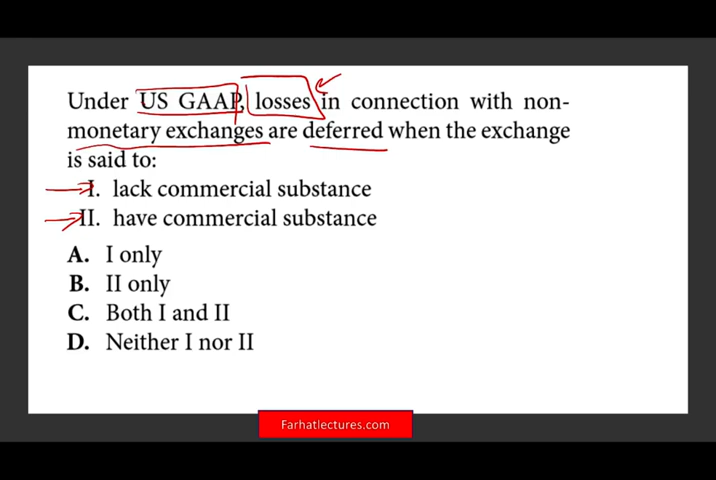 Under US GAAP, losses in connection with non-
monetary exchanges are deferred when the exchange
is said to:
I. lack commercial substance
II. have commercial substance
A. I only
B. II only
C. Both I and II
D. Neither I nor II
Farhatlectures.com